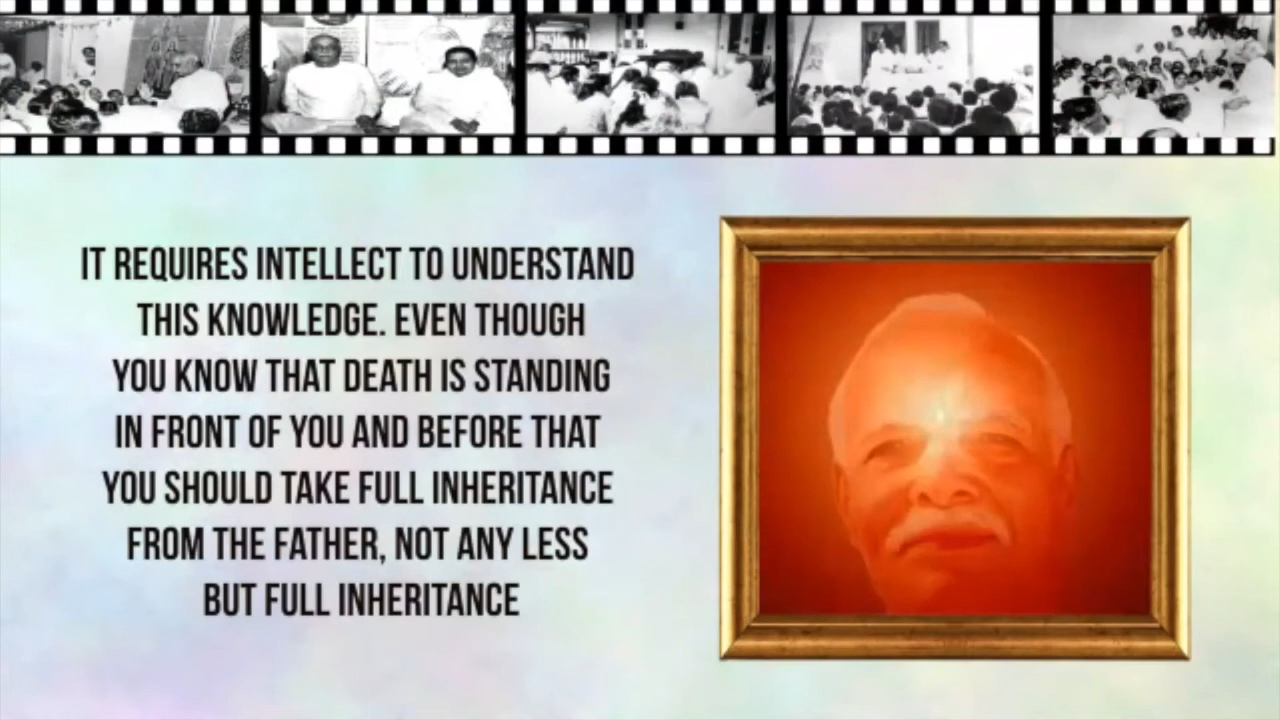 IT REQUIRES INTELLECT TO UNDERSTAND
THIS KNOWLEDGE. EVEN THOUGH
YOU KNOW THAT DEATH IS STANDING
IN FRONT OF YOU AND BEFORE THAT
YOU SHOULD TAKE FULL INHERITANCE
FROM THE FATHER, NOT ANY LESS
BUT FULL INHERITANCE